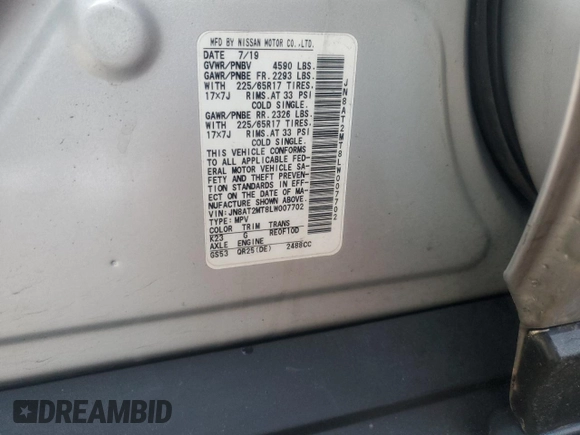 MFD BY NISSAN MOTOR CO.,LTD.
DATE 7/19
GVWR/PNBV 4590 LBS.
GAWR/PNBE FR.2293 LBS.
WITH 225/65R17 TIRES.
17×7J RIMS.AT 33 PSI
COLD SINGLE.
GAWR/PNBE RR.2326 LBS.
WITH 225/65R17 TIRES.
17×7J RIMS.AT 33 PSI
COLD SINGLE.
THIS VEHICLE CONFORMS
TO ALL APPLICABLE FED-
ERAL MOTOR VEHICLE SA-
FETY AND THEFT PREVEN-
TION STANDARDS IN EFF-
ECT ON THE DATE OF MA-
NUFACTURE SHOWN ABOVE.
VIN:JN8AT2MT8LW007702
TYPE:MPV
COLOR TRIM TRANS
K23 G RE0F10D
AXLE ENGINE
GS53 QR25(DE) 2488CC
JN8AT2MT8LW007702
DREAMBID